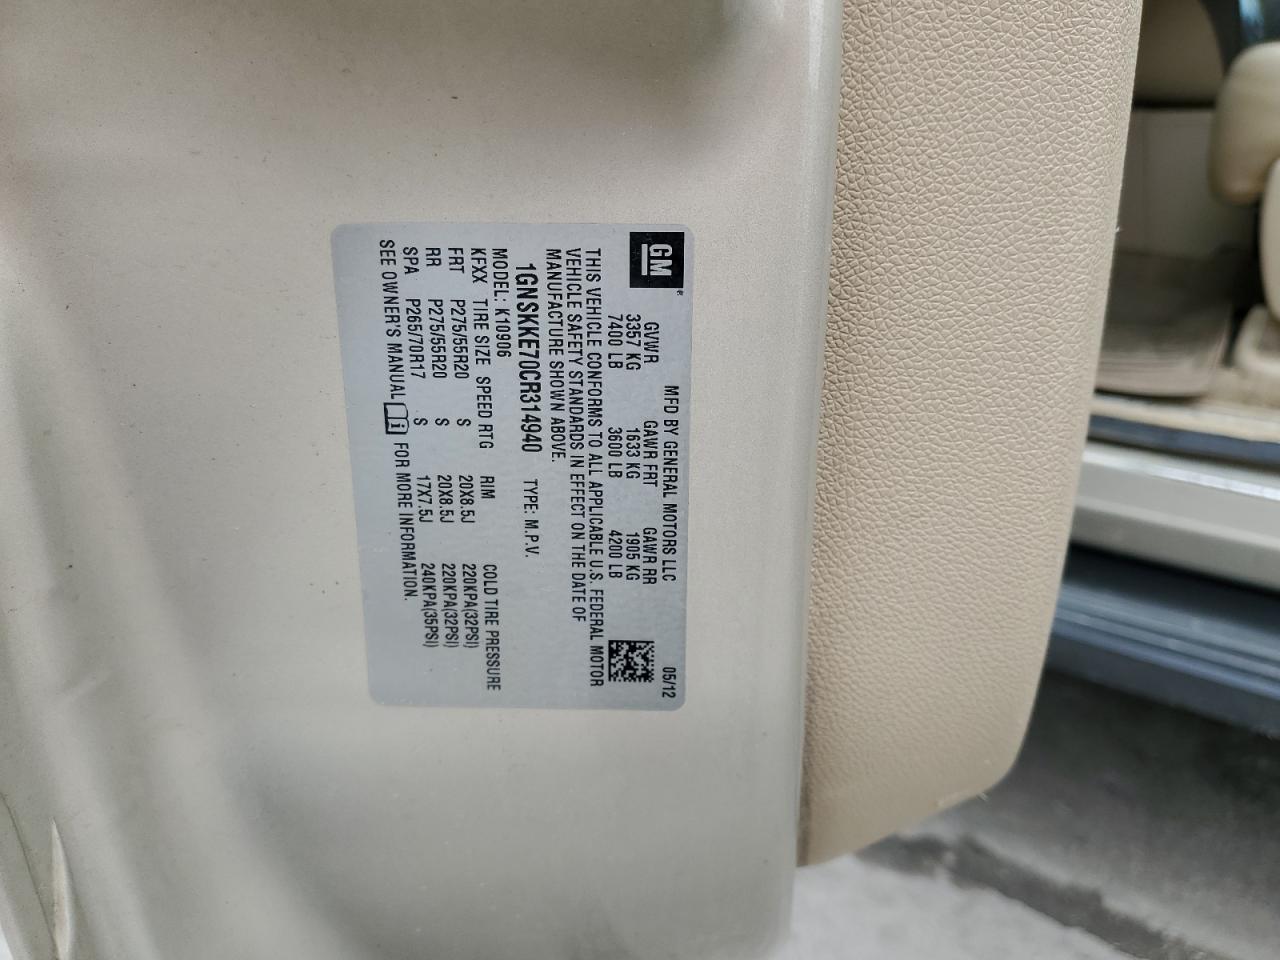 GM®
MFD BY GENERAL MOTORS LLC 05/12
GVWR GAWR FRT GAWR RR
3357 KG 1633 KG 1905 KG
7400 LB 3600 LB 4200 LB
THIS VEHICLE CONFORMS TO ALL APPLICABLE U.S. FEDERAL MOTOR
VEHICLE SAFETY STANDARDS IN EFFECT ON THE DATE OF
MANUFACTURE SHOWN ABOVE.
1GNSKKE70CR314940 TYPE: M.P.V.
MODEL: K10906
KFXX TIRE SIZE SPEED RTG RIM COLD TIRE PRESSURE
FRT P275/55R20 S 20X8.5J 220KPA(32PSI)
RR P275/55R20 S 20X8.5J 220KPA(32PSI)
SPA P265/70R17 S 17X7.5J 240KPA(35PSI)
SEE OWNER'S MANUAL i FOR MORE INFORMATION.